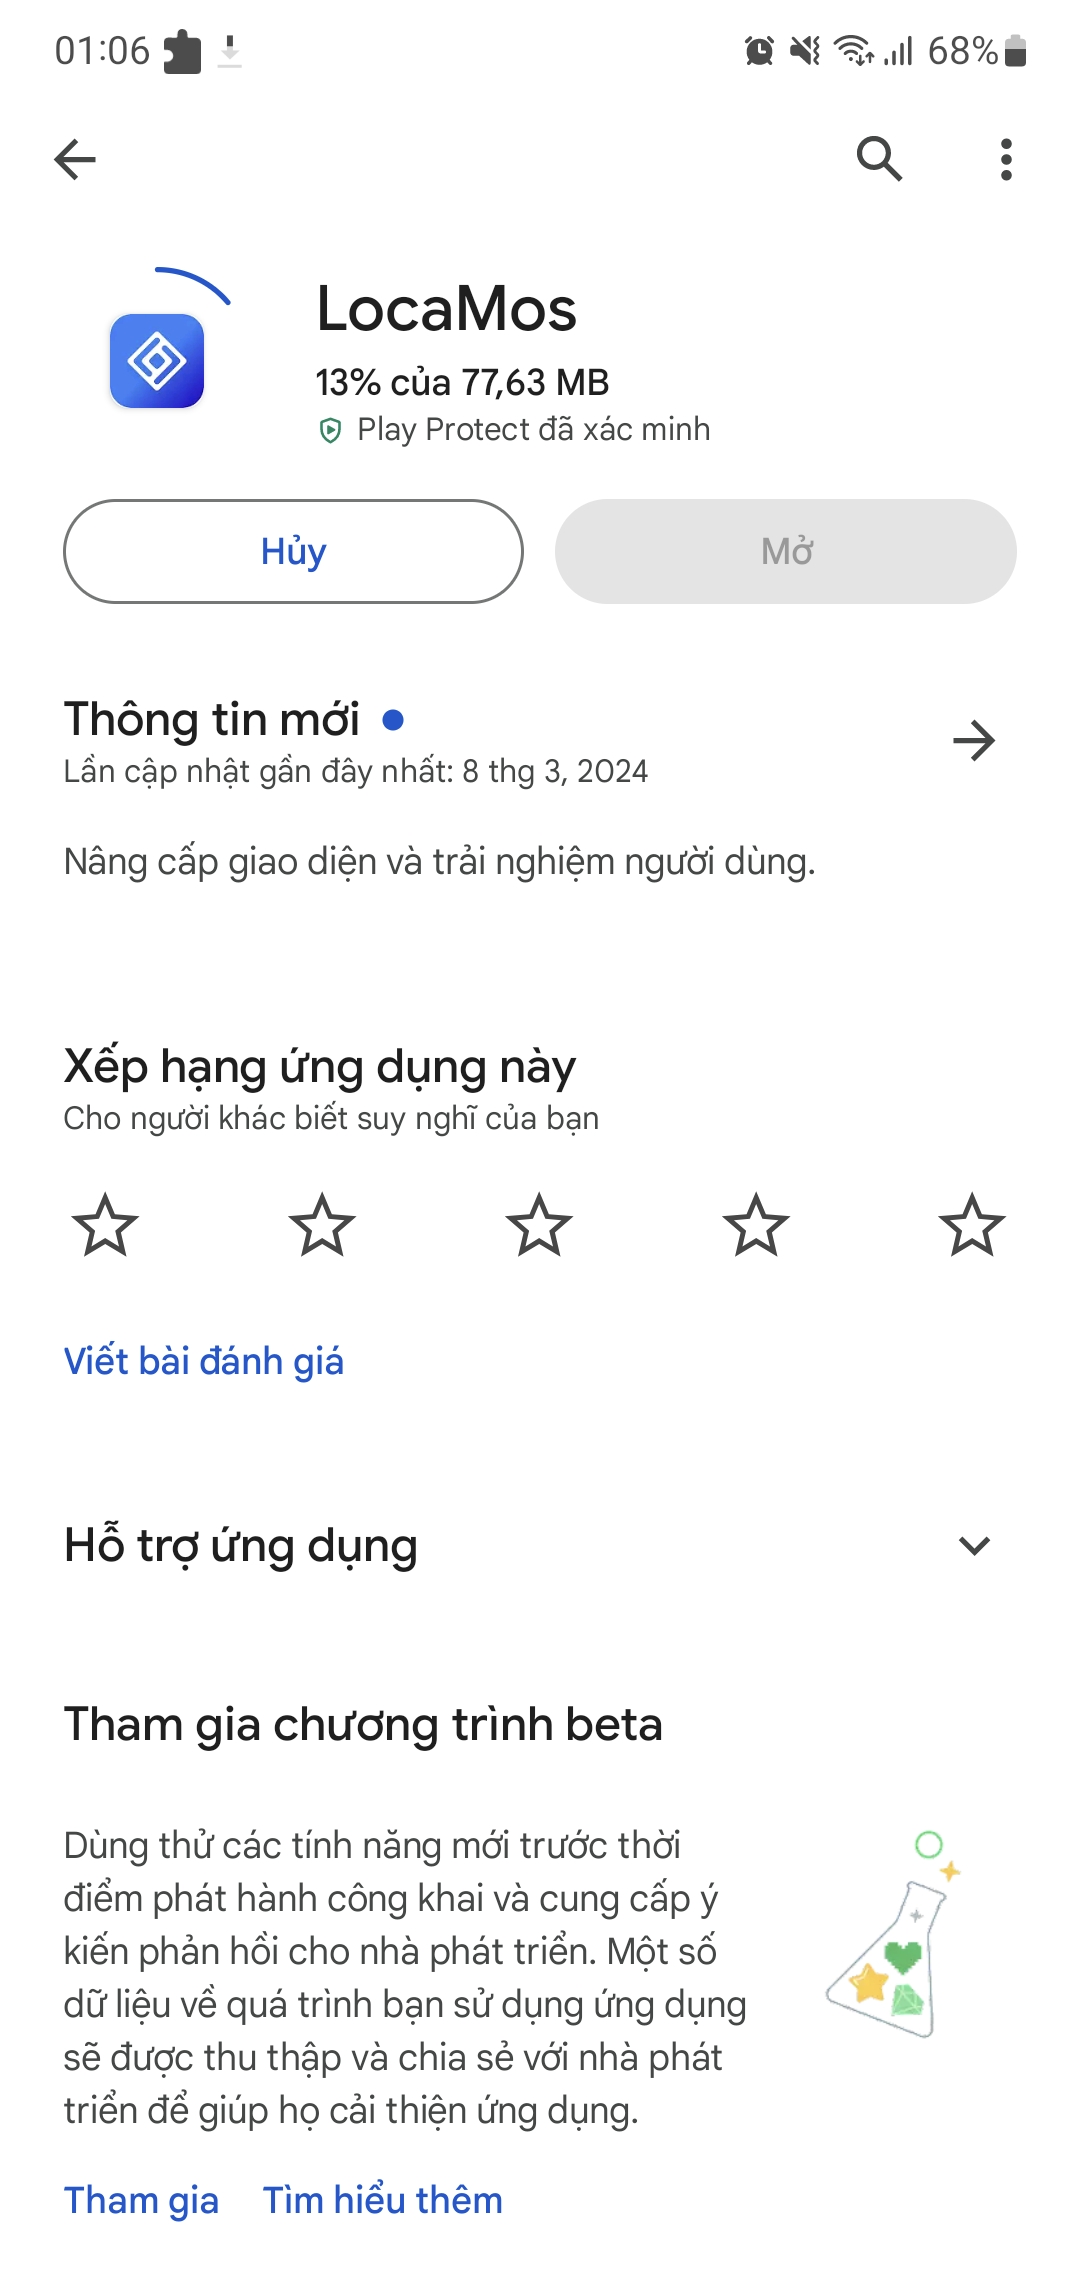 01:06
68%
LocaMos
13% của 77,63 MB
Play Protect đã xác minh
Hủy
Mở
Thông tin mới
Lần cập nhật gần đây nhất: 8 thg 3, 2024
Nâng cấp giao diện và trải nghiệm người dùng.
Xếp hạng ứng dụng này
Cho người khác biết suy nghĩ của bạn
Viết bài đánh giá
Hỗ trợ ứng dụng
Tham gia chương trình beta
Dùng thử các tính năng mới trước thời
điểm phát hành công khai và cung cấp ý
kiến phản hồi cho nhà phát triển. Một số
dữ liệu về quá trình bạn sử dụng ứng dụng
sẽ được thu thập và chia sẻ với nhà phát
triển để giúp họ cải thiện ứng dụng.
Tham gia
Tìm hiểu thêm